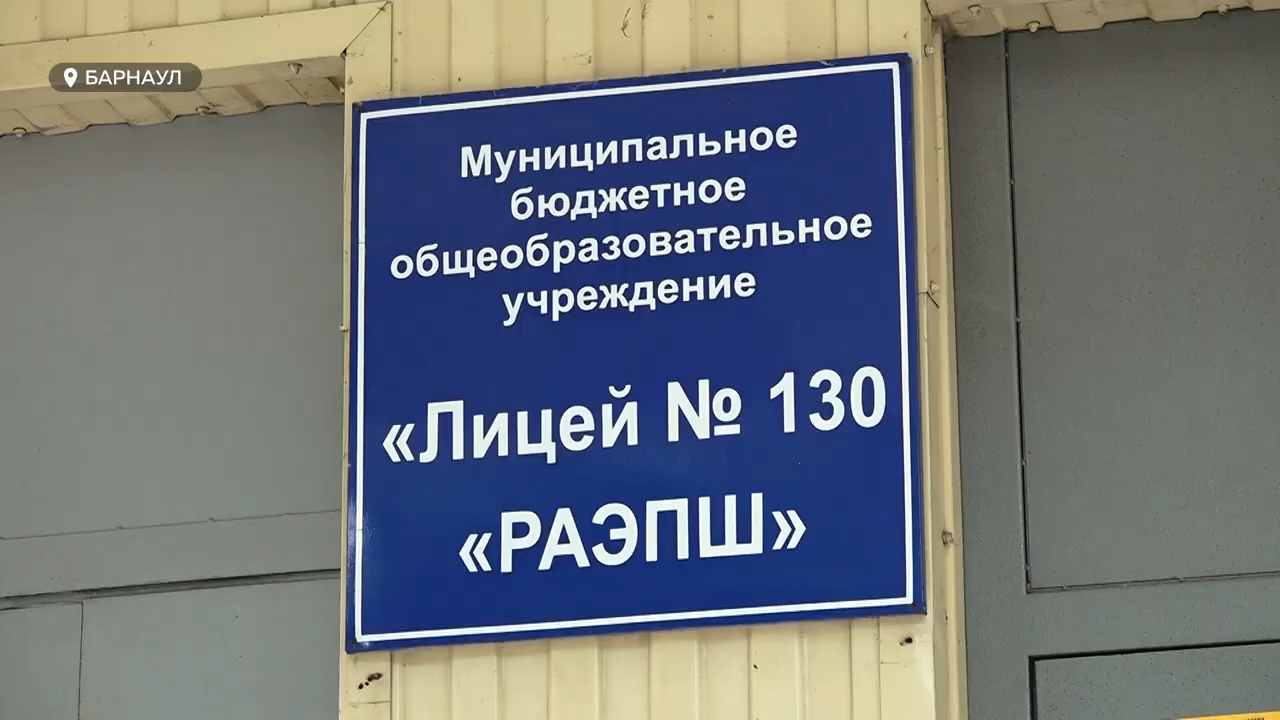 БАРНАУЛ
Муниципальное
бюджетное
общеобразовательное
учреждение
«Лицей № 130
«РАЭПШ»